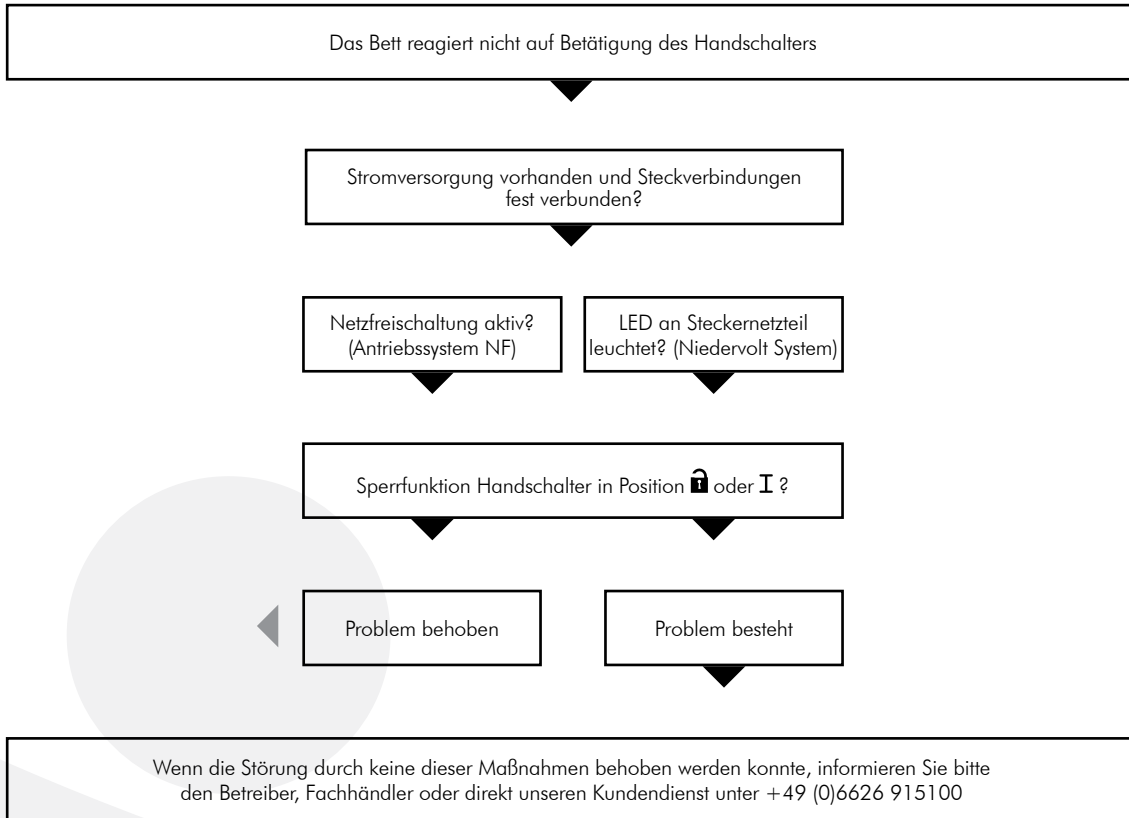 Das Bett reagiert nicht auf Betätigung des Handschalters
Stromversorgung vorhanden und Steckverbindungen
fest verbunden?
Netzfreischaltung aktiv?
(Antriebssystem NF)
LED an Steckernetzteil
leuchtet? (Niedervolt System)
Sperrfunktion Handschalter in Position oder I ?
Problem behoben
Problem besteht
Wenn die Störung durch keine dieser Maßnahmen behoben werden konnte, informieren Sie bitte
den Betreiber, Fachhändler oder direkt unseren Kundendienst unter +49 (0)6626 915100